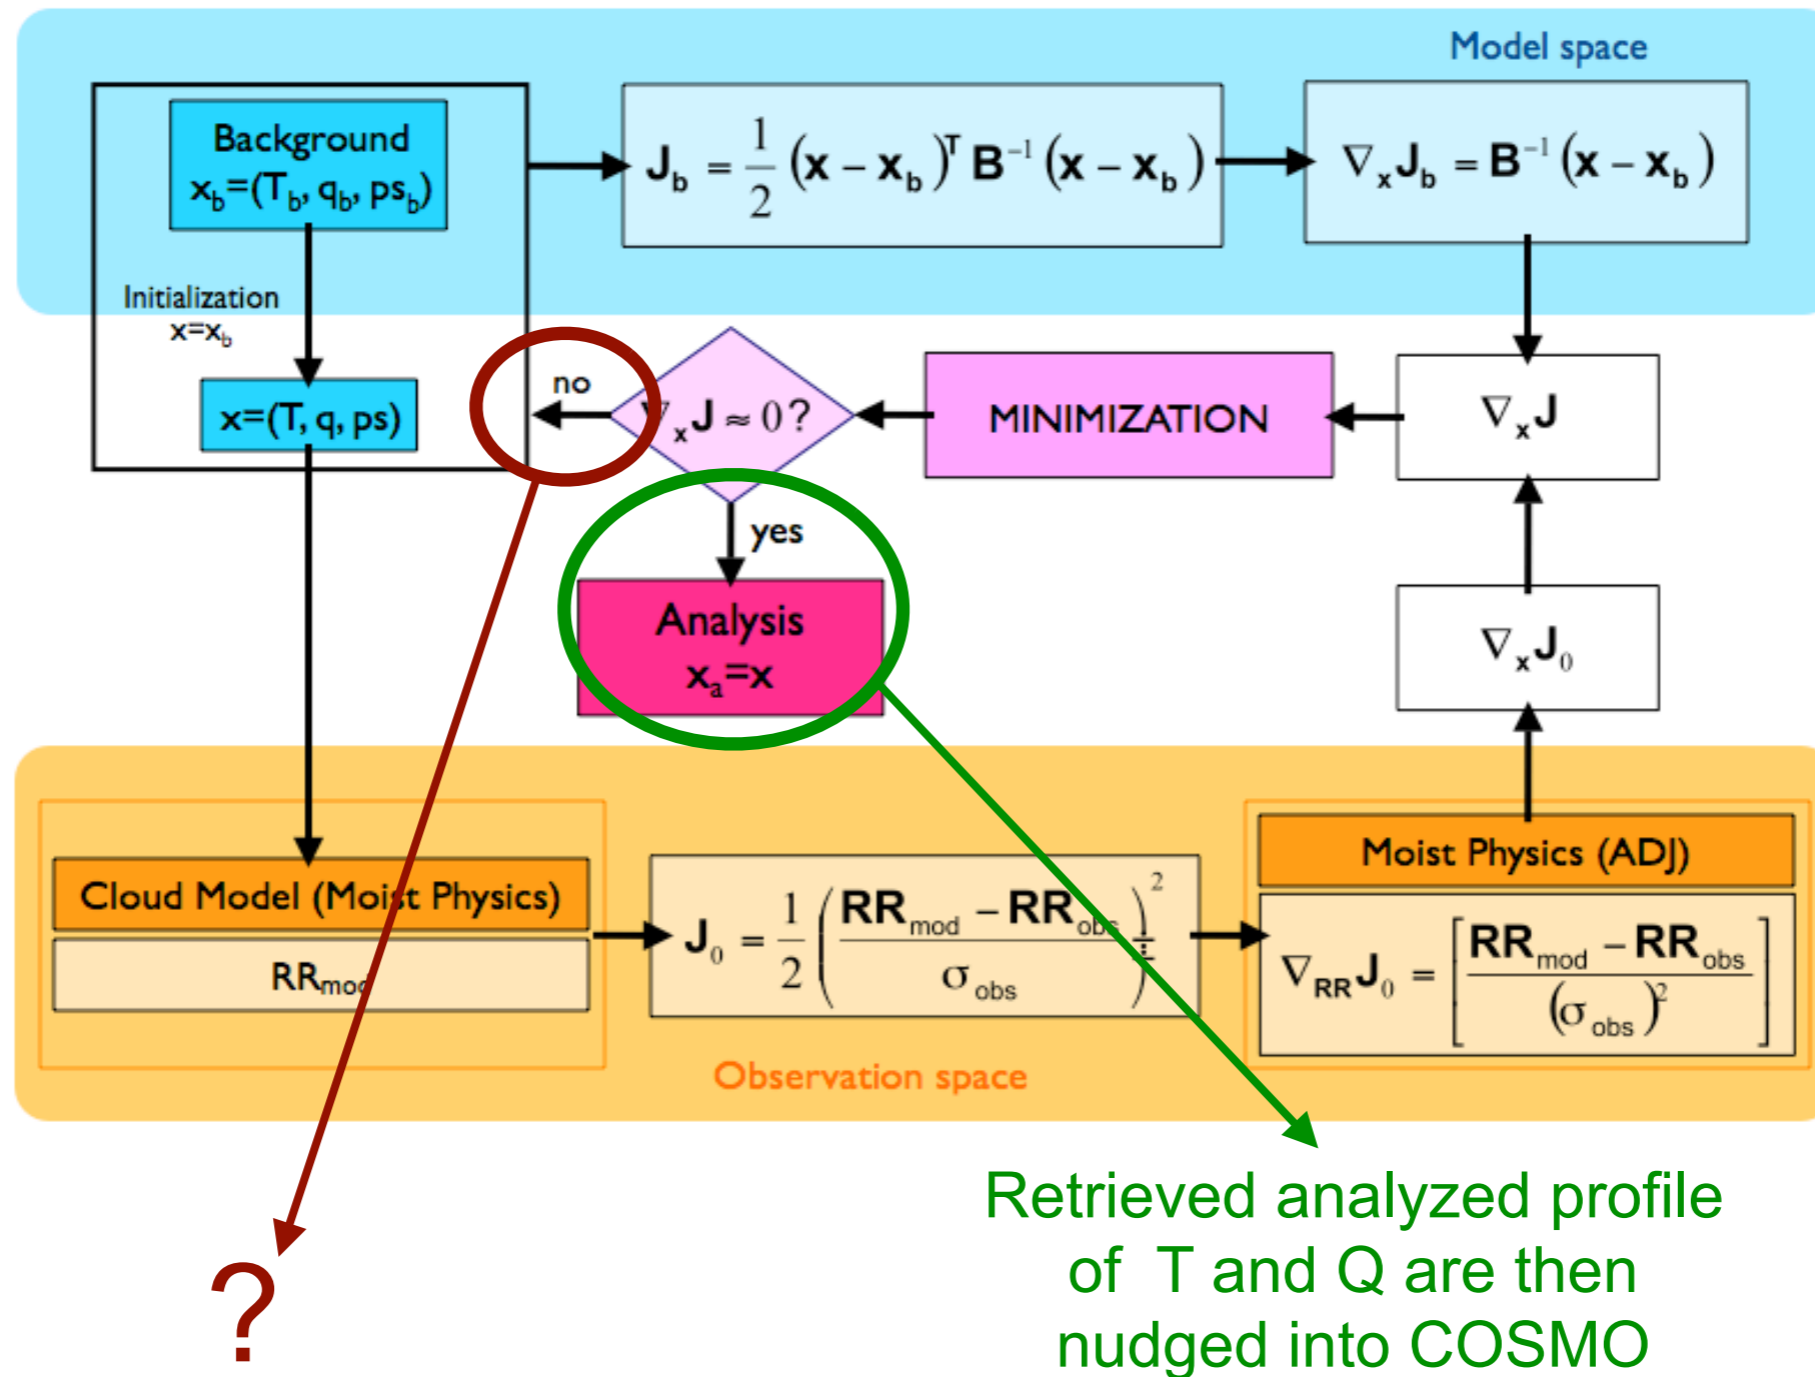 Model space
Background
x_b=(T_b, q_b, ps_b)
J_b = 1/2 (x − x_b)^T B^−1 (x − x_b)
∇_x J_b = B^−1 (x − x_b)
Initialization
x=x_b
x=(T, q, ps)
no
∇_x J ≈ 0 ?
MINIMIZATION
∇_x J
yes
Analysis
x_a=x
∇_x J_0
Cloud Model (Moist Physics)
RR_mod
J_0 = 1/2 ((RR_mod − RR_obs) / σ_obs)^2
Moist Physics (ADJ)
∇_RR J_0 = [(RR_mod − RR_obs) / (σ_obs)^2]
Observation space
?
Retrieved analyzed profile
of T and Q are then
nudged into COSMO